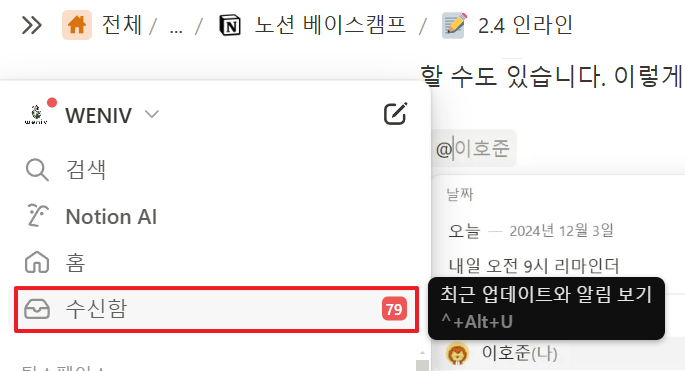 전체 / ... / 노션 베이스캠프 / 2.4 인라인
할 수도 있습니다. 이렇게
WENIV
@이호준
검색
날짜
Notion AI
오늘 — 2024년 12월 3일
홈
내일 오전 9시 리마인더
수신함 79
최근 업데이트와 알림 보기
^+Alt+U
이호준(나)